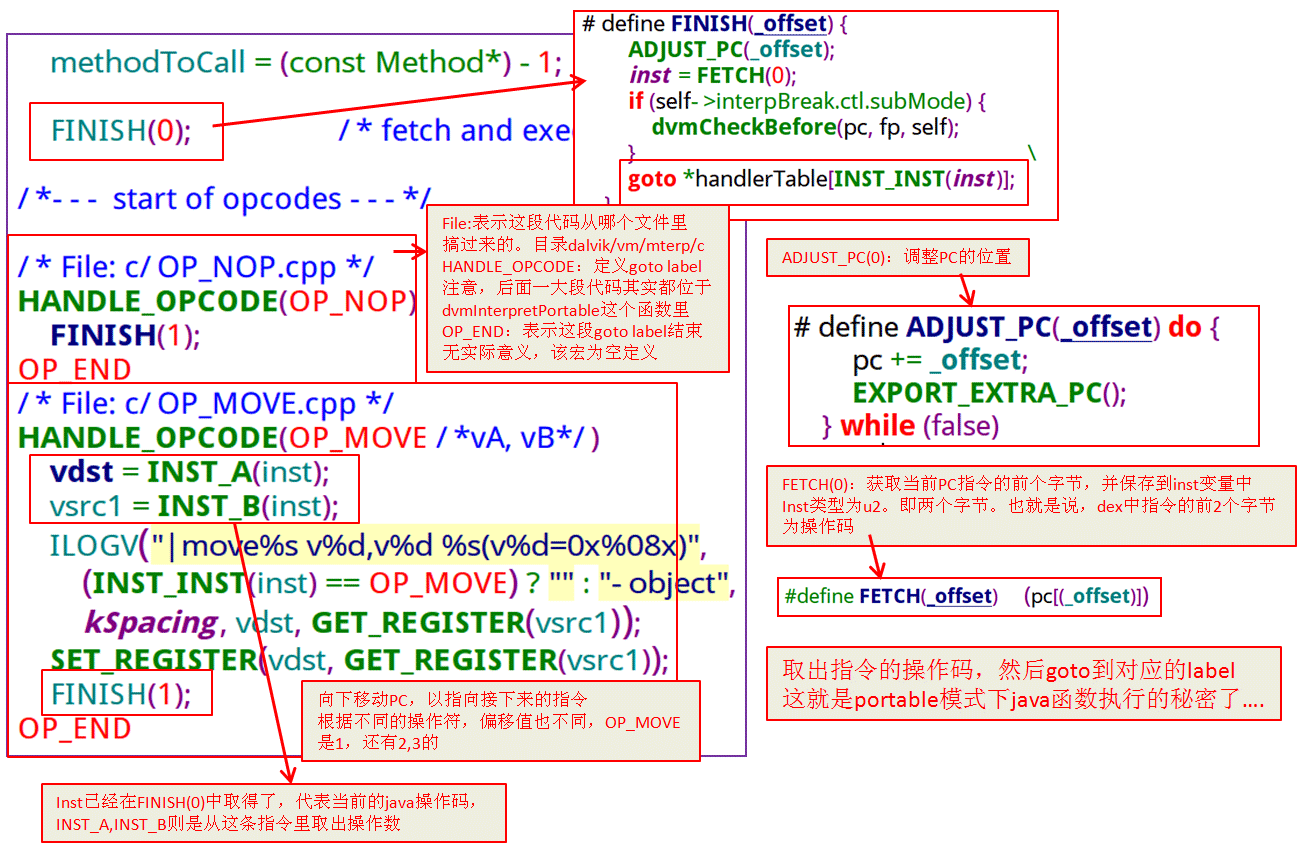 methodToCall = (const Method*) - 1;
FINISH(0); /* fetch and exe
/*- - - start of opcodes - - - */
/* File: c/OP_NOP.cpp */
HANDLE_OPCODE(OP_NOP)
FINISH(1);
OP_END
/* File: c/OP_MOVE.cpp */
HANDLE_OPCODE(OP_MOVE /*vA, vB*/)
vdst = INST_A(inst);
vsrc1 = INST_B(inst);
ILOGV("|move%s v%d,v%d %s(v%d=0x%08x)",
(INST_INST(inst) == OP_MOVE) ? "" : "- object",
kSpacing, vdst, GET_REGISTER(vsrc1));
SET_REGISTER(vdst, GET_REGISTER(vsrc1));
FINISH(1);
OP_END
# define FINISH(_offset) {
ADJUST_PC(_offset);
inst = FETCH(0);
if (self- >interpBreak.ctl.subMode) {
dvmCheckBefore(pc, fp, self);
} \
goto *handlerTable[INST_INST(inst)];
}
File:表示这段代码从哪个文件里
搞过来的。目录dalvik/vm/mterp/c
HANDLE_OPCODE：定义goto label
注意，后面一大段代码其实都位于
dvmInterpretPortable这个函数里
OP_END：表示这段goto label结束
无实际意义，该宏为空定义
ADJUST_PC(0)：调整PC的位置
# define ADJUST_PC(_offset) do {
pc += _offset;
EXPORT_EXTRA_PC();
} while (false)
FETCH(0)：获取当前PC指令的前个字节，并保存到inst变量中
Inst类型为u2。即两个字节。也就是说，dex中指令的前2个字节
为操作码
#define FETCH(_offset) (pc[(_offset)])
取出指令的操作码，然后goto到对应的label
这就是portable模式下java函数执行的秘密了....
向下移动PC，以指向接下来的指令
根据不同的操作符，偏移值也不同，OP_MOVE
是1，还有2,3的
Inst已经在FINISH(0)中取得了，代表当前的java操作码，
INST_A,INST_B则是从这条指令里取出操作数